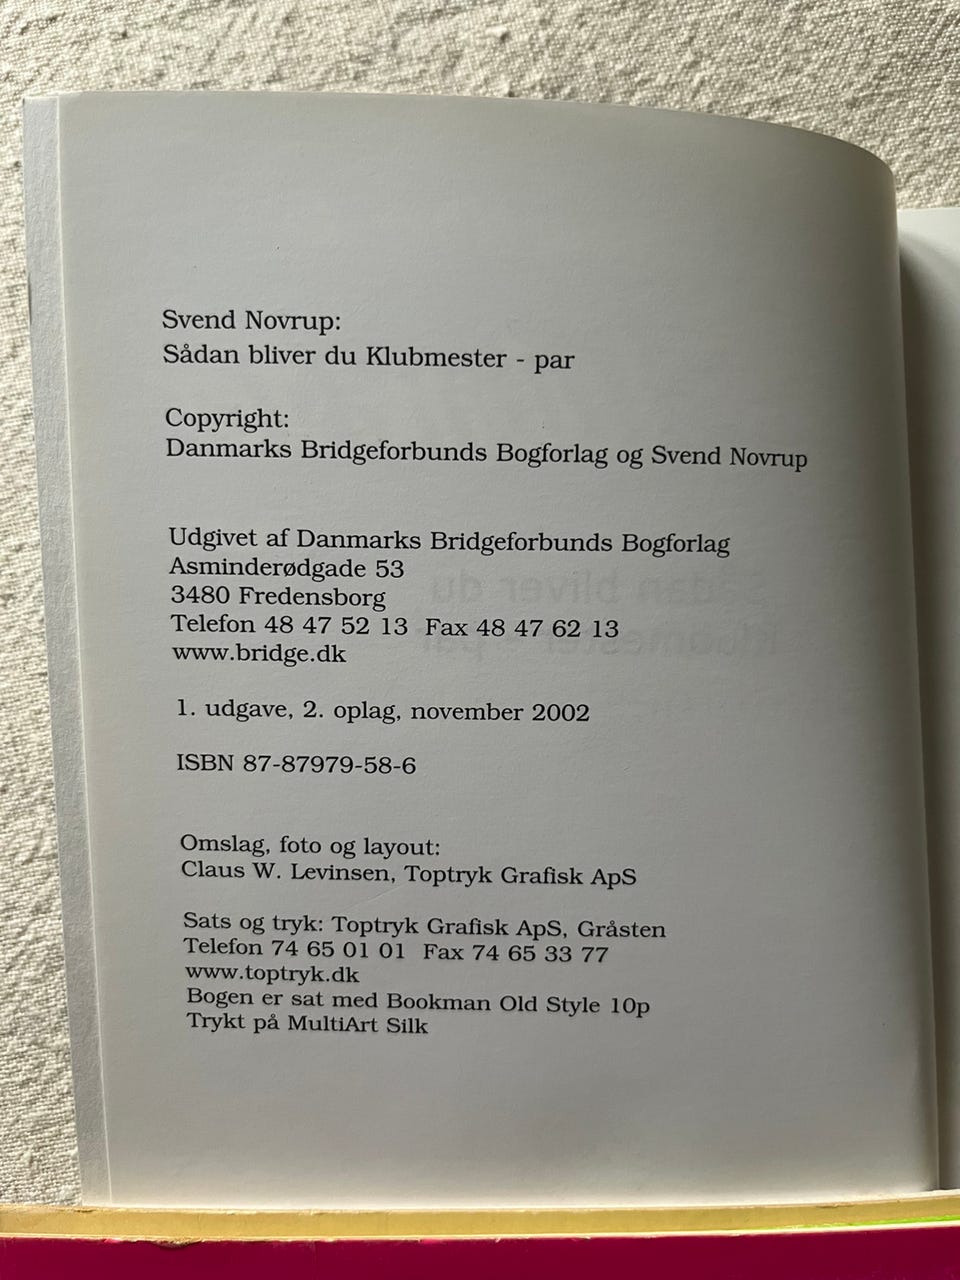 Svend Novrup:
Sådan bliver du Klubmester - par
Copyright:
Danmarks Bridgeforbunds Bogforlag og Svend Novrup
Udgivet af Danmarks Bridgeforbunds Bogforlag
Asminderødgade 53
3480 Fredensborg
Telefon 48 47 52 13 Fax 48 47 62 13
www.bridge.dk
1. udgave, 2. oplag, november 2002
ISBN 87-87979-58-6
Omslag, foto og layout:
Claus W. Levinsen, Toptryk Grafisk ApS
Sats og tryk: Toptryk Grafisk ApS, Gråsten
Telefon 74 65 01 01 Fax 74 65 33 77
www.toptryk.dk
Bogen er sat med Bookman Old Style 10p
Trykt på MultiArt Silk